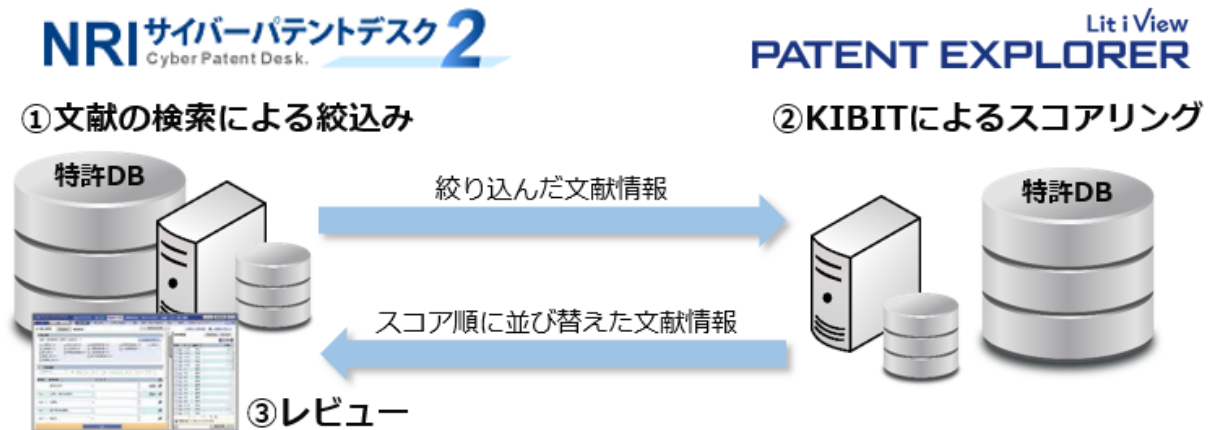 NRI サイバーパテントデスク 2
Cyber Patent Desk.
Lit i View
PATENT EXPLORER
①文献の検索による絞込み
②KIBITによるスコアリング
特許DB
絞り込んだ文献情報
特許DB
スコア順に並び替えた文献情報
③レビュー